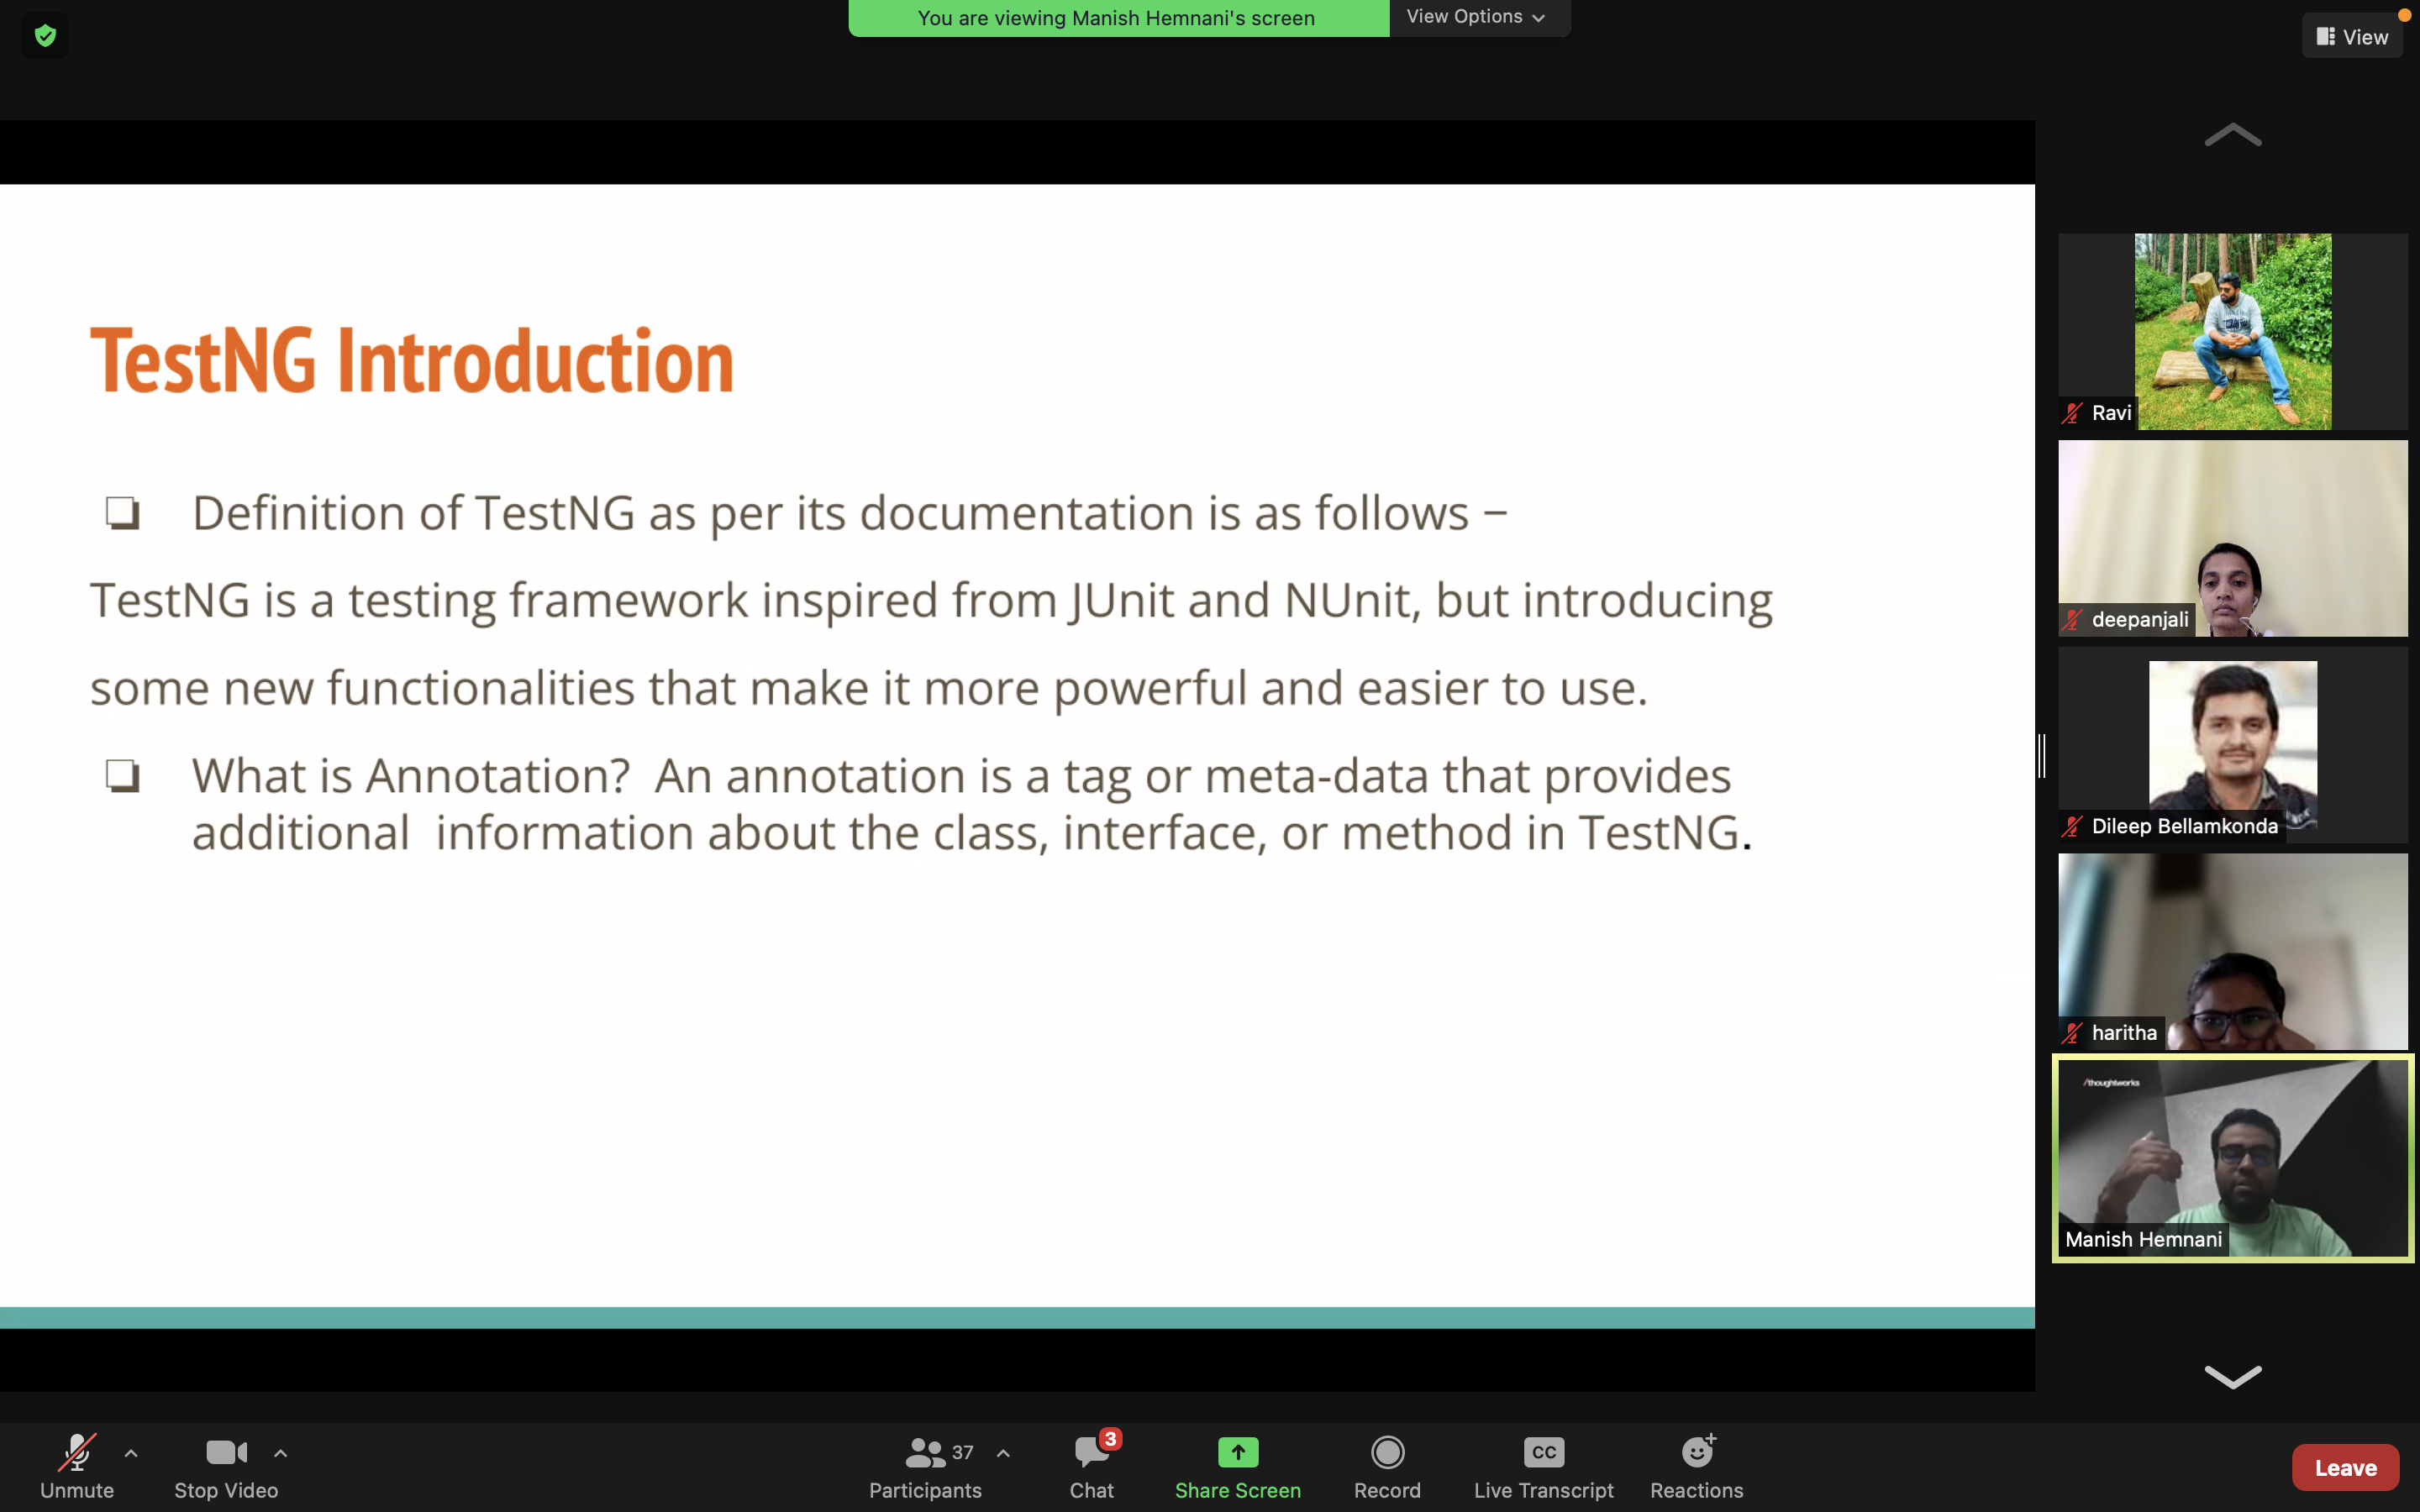 You are viewing Manish Hemnani's screen
View Options
View
TestNG Introduction
Definition of TestNG as per its documentation is as follows –
TestNG is a testing framework inspired from JUnit and NUnit, but introducing
some new functionalities that make it more powerful and easier to use.
What is Annotation? An annotation is a tag or meta-data that provides
additional information about the class, interface, or method in TestNG.
Ravi
deepanjali
Dileep Bellamkonda
haritha
/thoughtworks
Manish Hemnani
Unmute
Stop Video
37
Participants
3
Chat
Share Screen
Record
CC
Live Transcript
Reactions
Leave